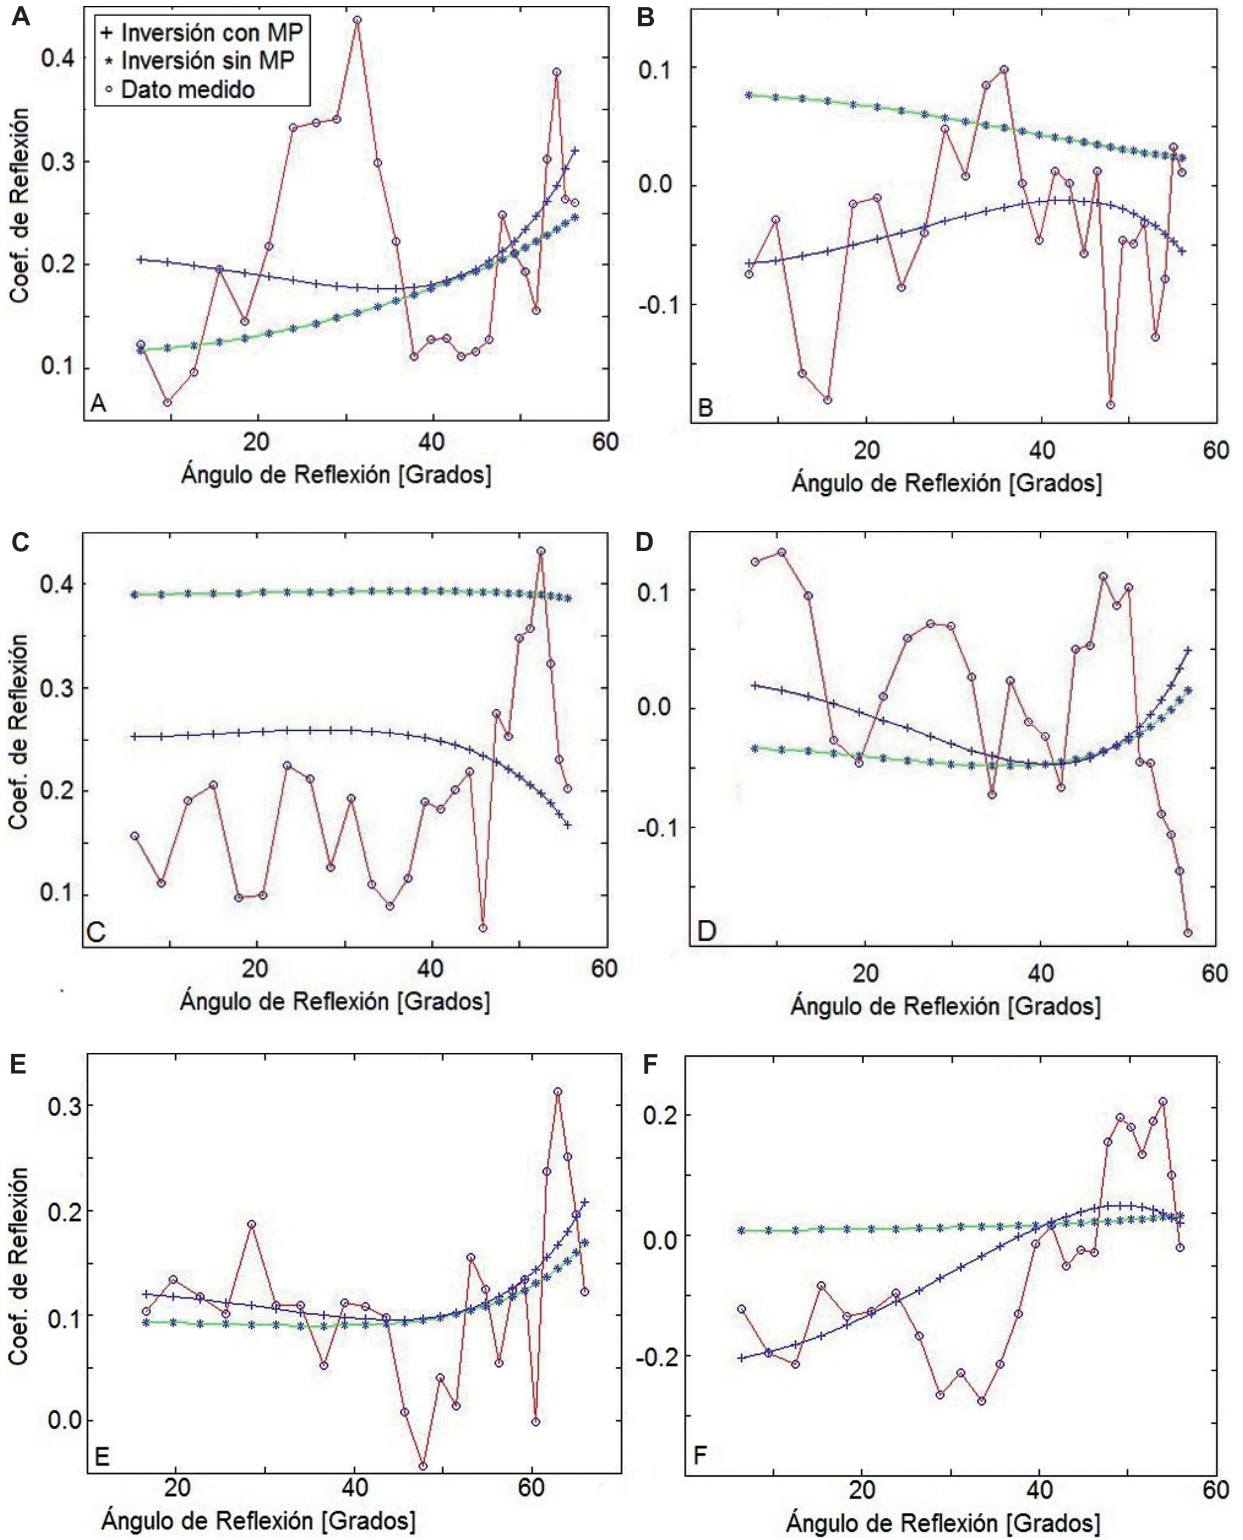 A
+ Inversión con MP
* Inversión sin MP
○ Dato medido
0.4
0.3
0.2
0.1
Coef. de Reflexión
A
20
40
60
Ángulo de Reflexión [Grados]
B
0.1
0.0
-0.1
B
20
40
60
Ángulo de Reflexión [Grados]
C
0.4
0.3
0.2
0.1
Coef. de Reflexión
C
20
40
60
Ángulo de Reflexión [Grados]
D
0.1
0.0
-0.1
D
20
40
60
Ángulo de Reflexión [Grados]
E
0.3
0.2
0.1
0.0
Coef. de Reflexión
E
20
40
60
Ángulo de Reflexión [Grados]
F
0.2
0.0
-0.2
F
20
40
60
Ángulo de Reflexión [Grados]